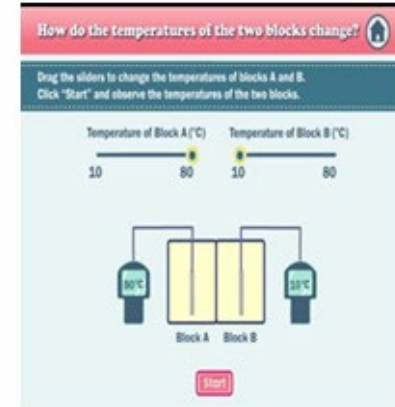 How do the temperatures of the two blocks change?
Drag the sliders to change the temperatures of blocks A and B.
Click "Start" and observe the temperatures of the two blocks.
Temperature of Block A (°C) Temperature of Block B (°C)
10 80 10 80
80°C 10°C
Block A Block B
Start